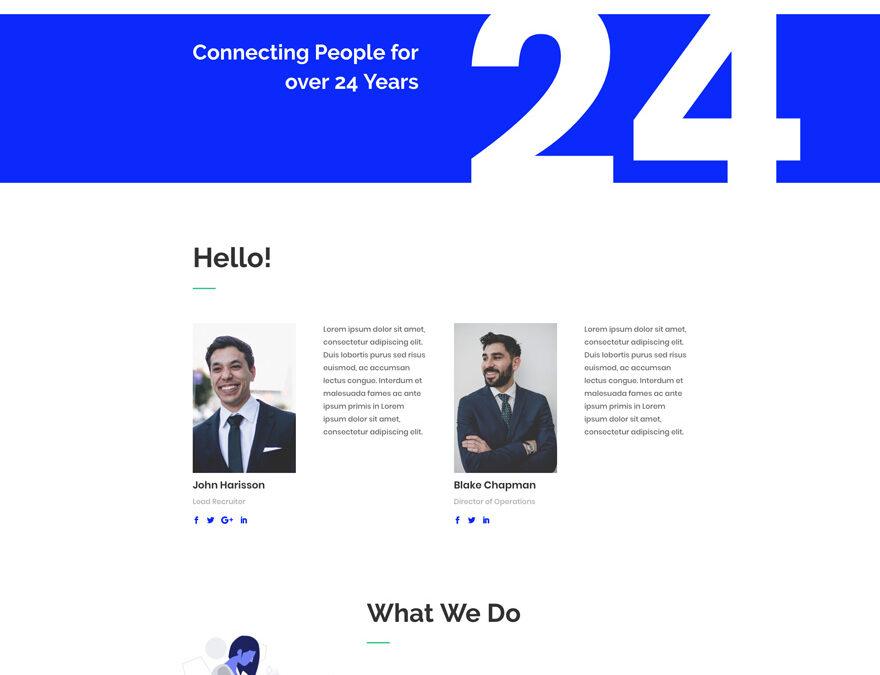 Connecting People for
over 24 Years
24
Hello!
Lorem ipsum dolor sit amet,
consectetur adipiscing elit.
Duis lobortis purus sed risus
euismod, ac accumsan
lectus congue. Interdum et
malesuada fames ac ante
ipsum primis in Lorem
ipsum dolor sit amet,
consectetur adipiscing elit.
John Harisson
Lead Recruiter
f G+ in
Lorem ipsum dolor sit amet,
consectetur adipiscing elit.
Duis lobortis purus sed risus
euismod, ac accumsan
lectus congue. Interdum et
malesuada fames ac ante
ipsum primis in Lorem
ipsum dolor sit amet,
consectetur adipiscing elit.
Blake Chapman
Director of Operations
f in
What We Do